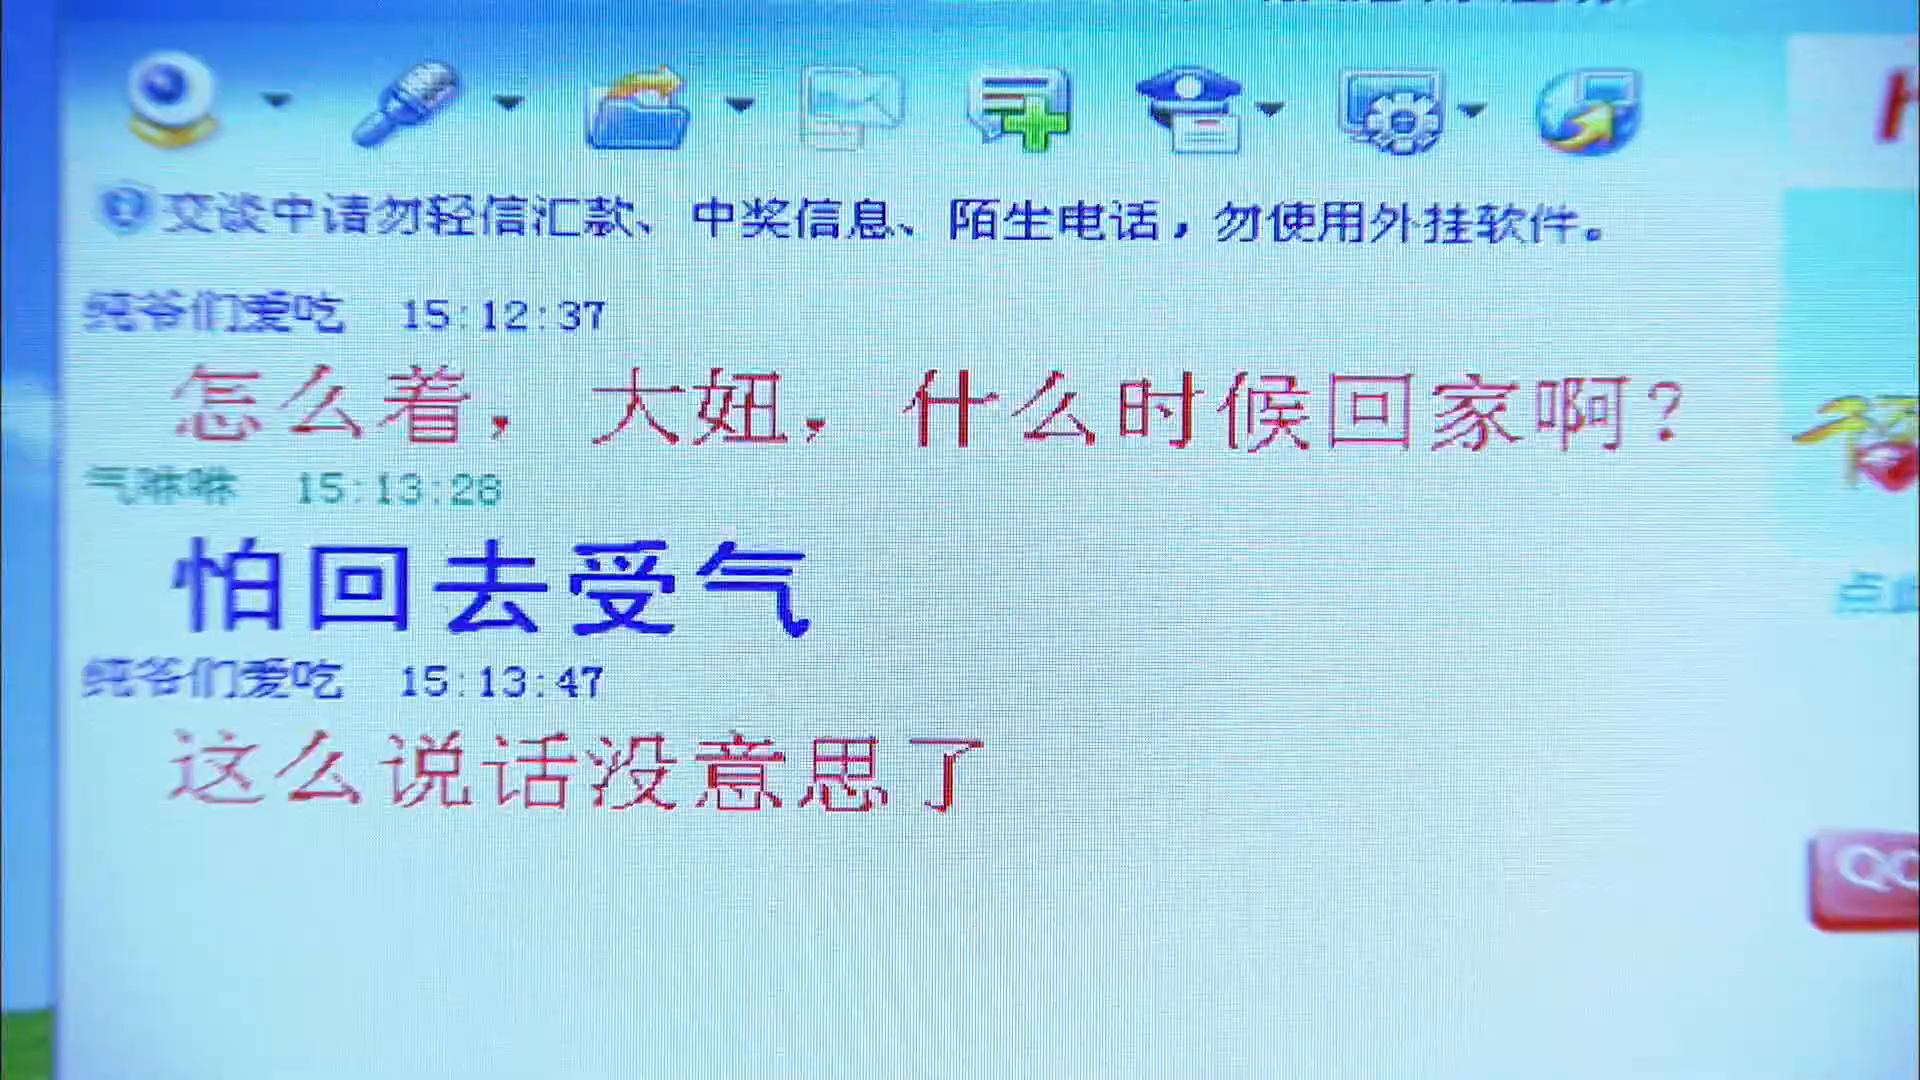 交谈中请勿轻信汇款、中奖信息、陌生电话，勿使用外挂软件。
纯爷们爱吃 15:12:37
怎么着，大妞，什么时候回家啊？
气咻咻 15:13:28
怕回去受气
纯爷们爱吃 15:13:47
这么说话没意思了